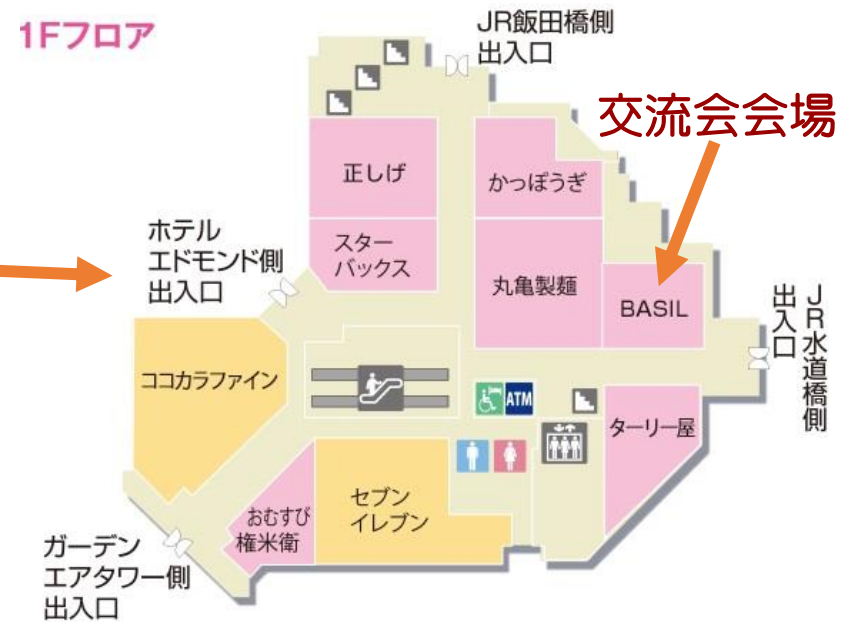 1Fフロア
JR飯田橋側
出入口
交流会会場
正しげ
かっぽうぎ
ホテル
エドモンド側
出入口
スター
バックス
丸亀製麺
BASIL
JR水道橋側
出入口
ココカラファイン
ATM
ターリー屋
セブン
イレブン
おむすび
権米衛
ガーデン
エアタワー側
出入口